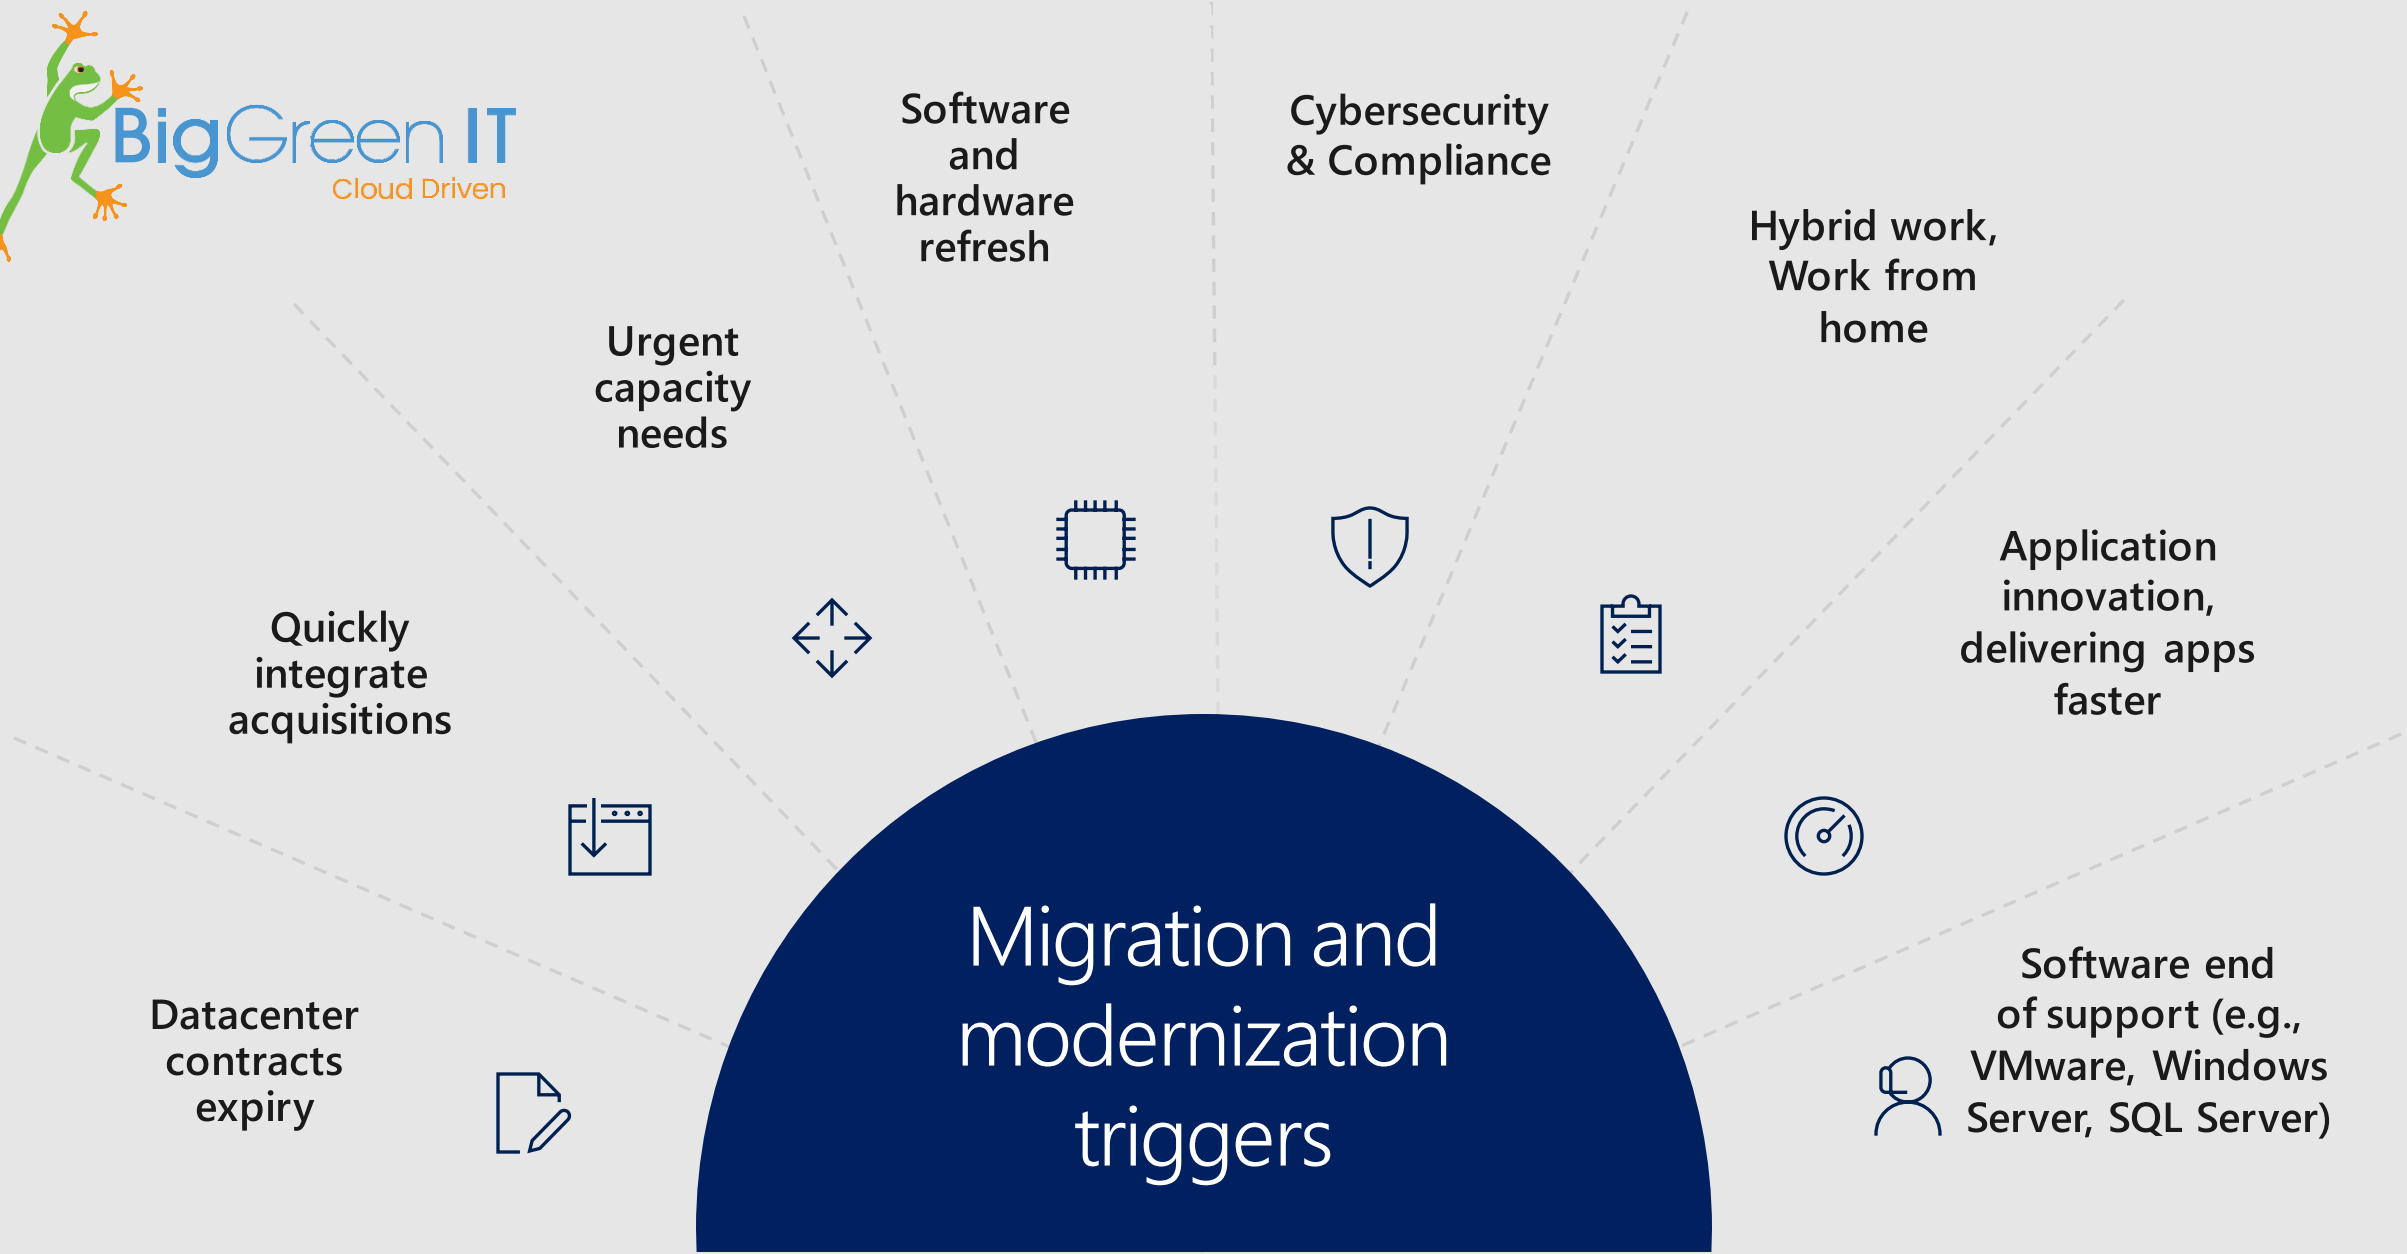 BigGreen IT
Cloud Driven
Datacenter
contracts
expiry
Quickly
integrate
acquisitions
Urgent
capacity
needs
Software
and
hardware
refresh
Cybersecurity
& Compliance
Hybrid work,
Work from
home
Application
innovation,
delivering apps
faster
Software end
of support (e.g.,
VMware, Windows
Server, SQL Server)
Migration and
modernization
triggers